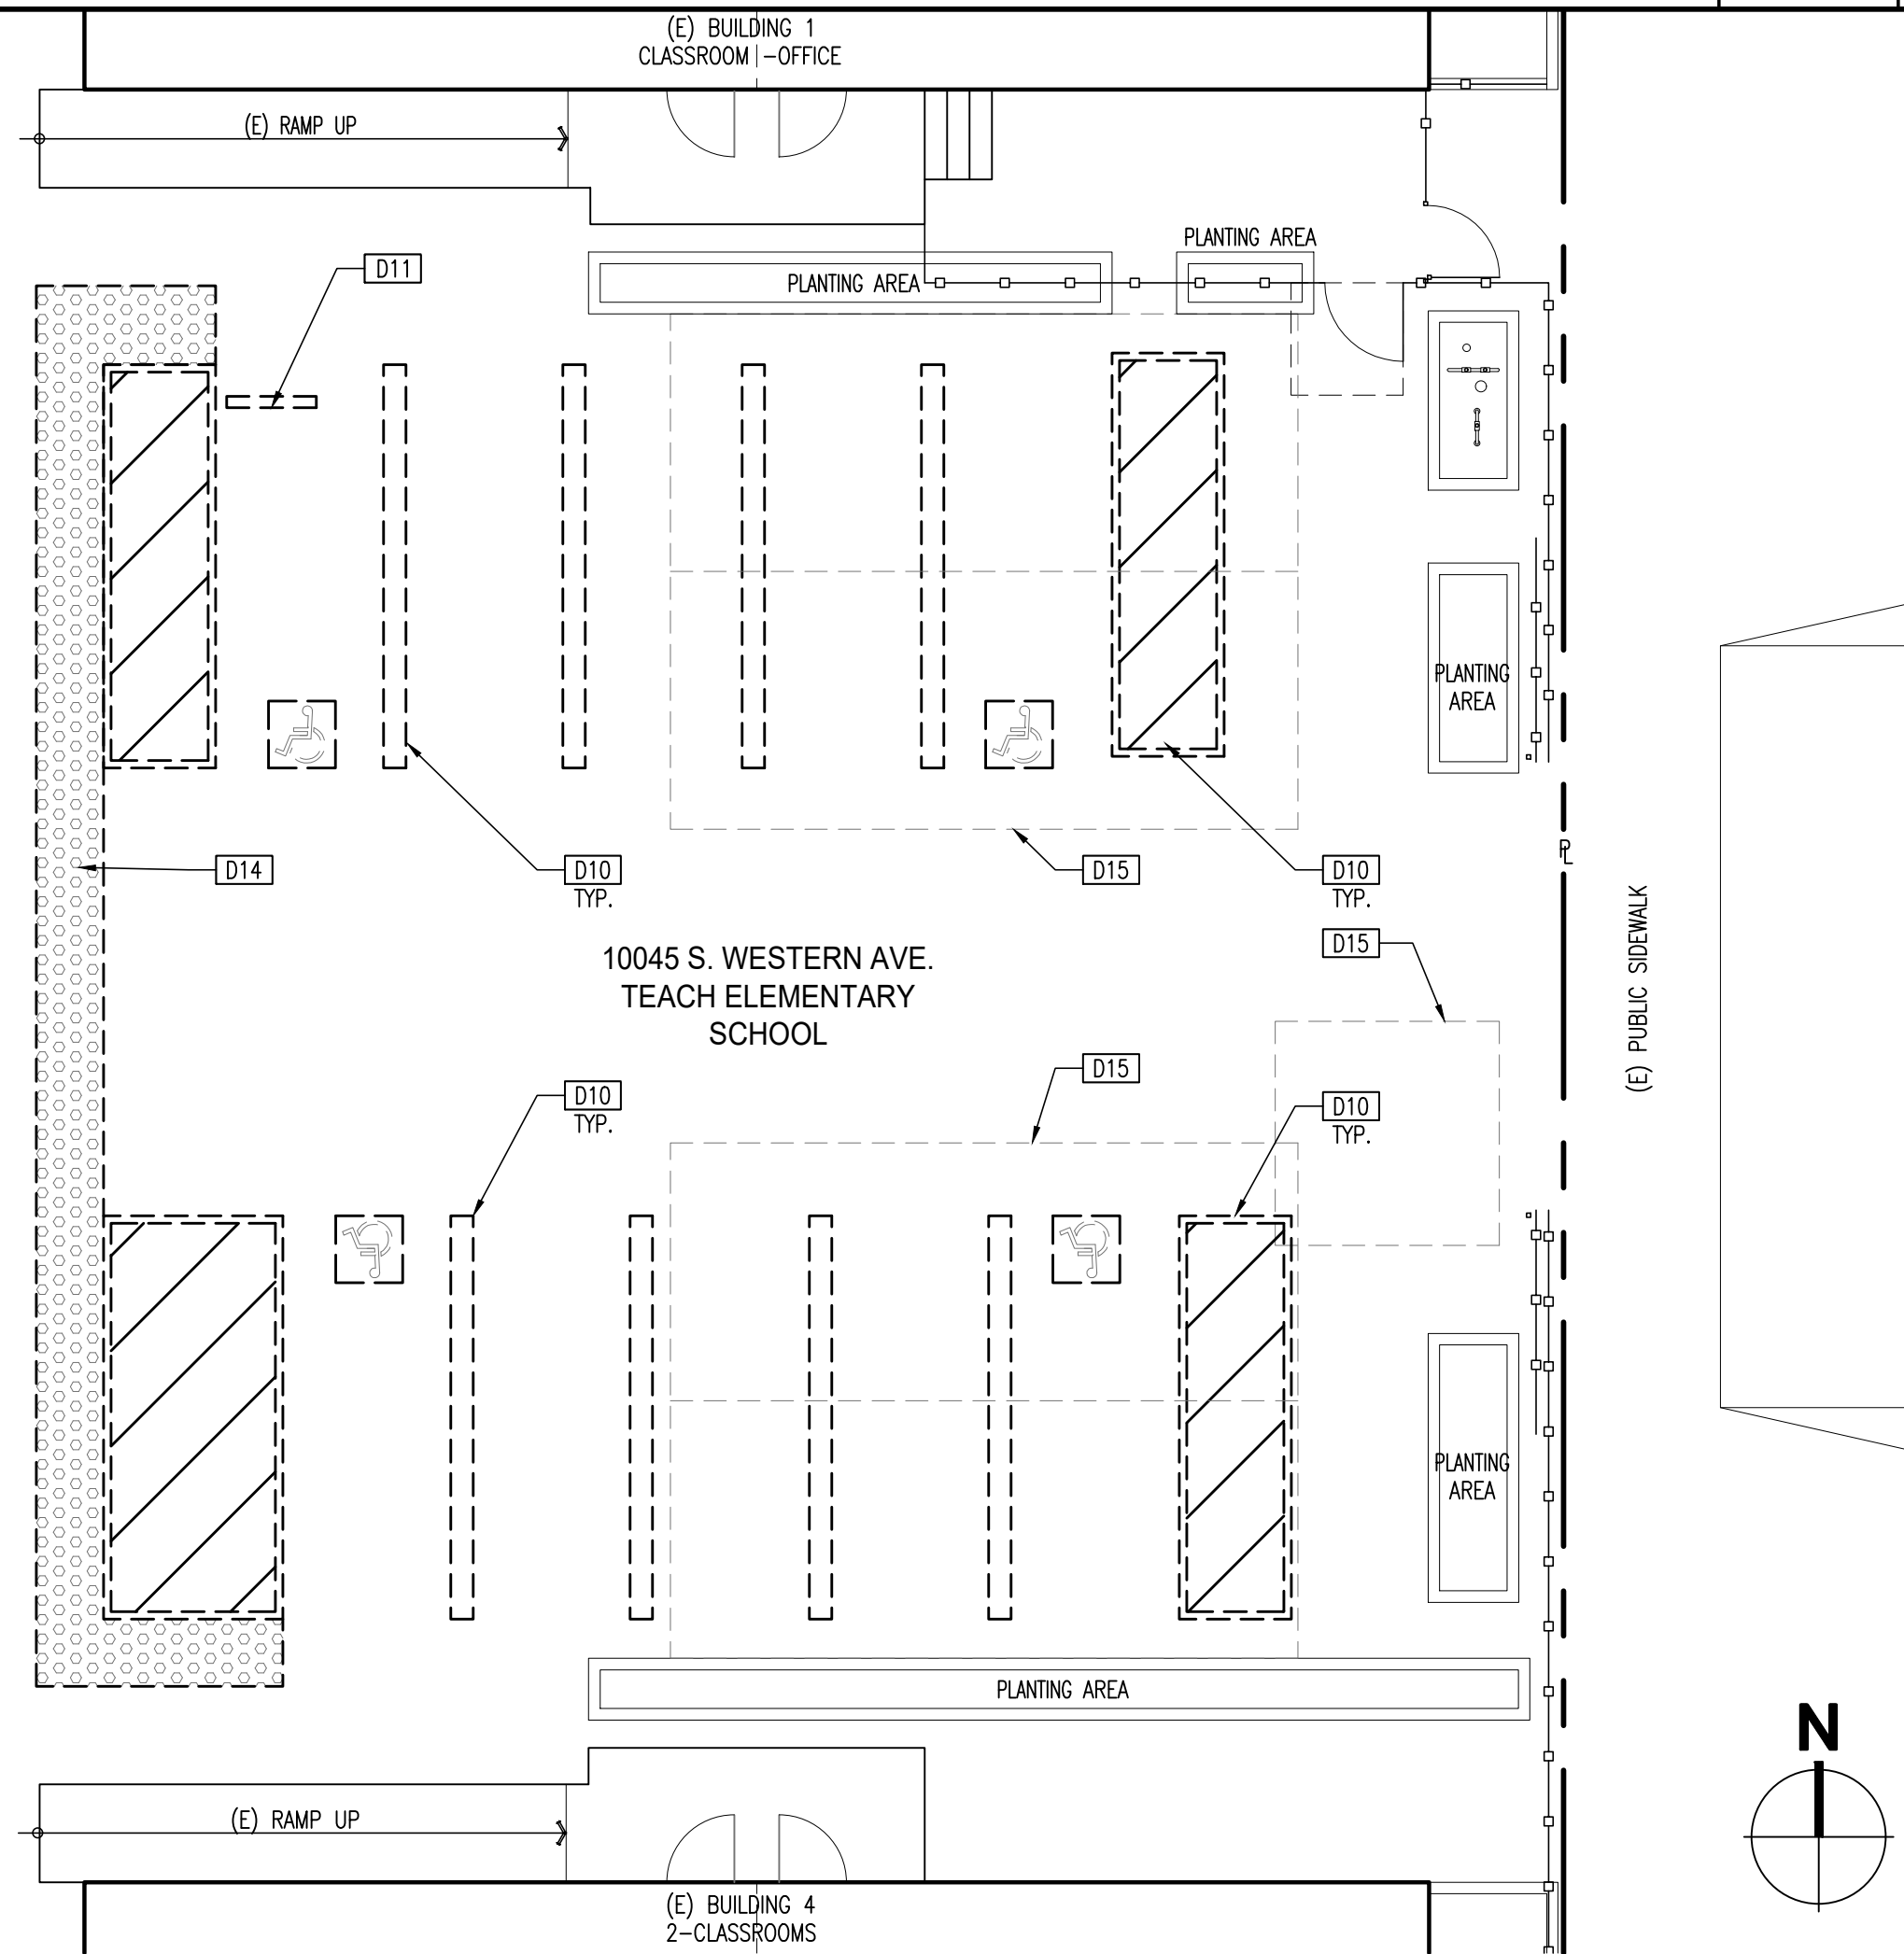 (E) BUILDING 1
CLASSROOM -OFFICE
(E) RAMP UP
PLANTING AREA
D11
PLANTING AREA
PLANTING
AREA
PL
D14
D10
TYP.
D15
D10
TYP.
10045 S. WESTERN AVE.
TEACH ELEMENTARY
SCHOOL
D15
(E) PUBLIC SIDEWALK
D15
D10
TYP.
D10
TYP.
PLANTING
AREA
PLANTING AREA
N
(E) RAMP UP
(E) BUILDING 4
2-CLASSROOMS